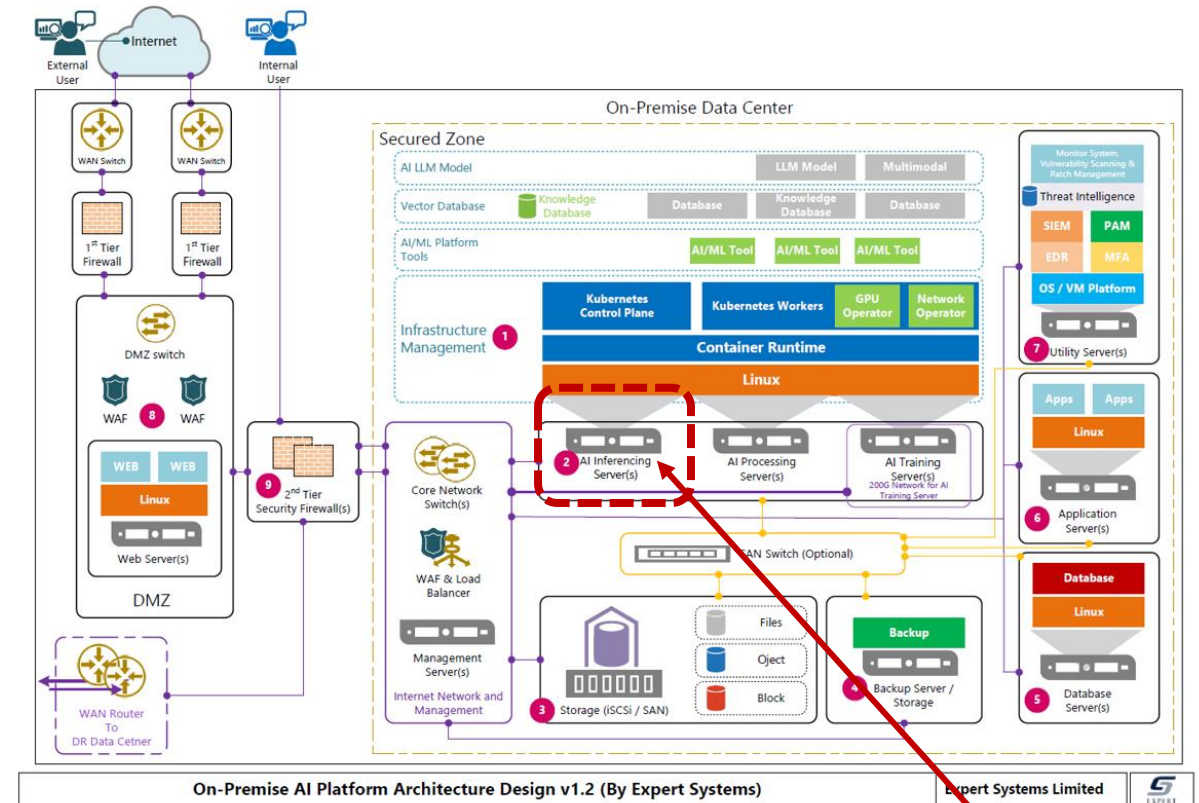 Internet
External
User
Internal
User
On-Premise Data Center
WAN Switch
WAN Switch
1st Tier
Firewall
1st Tier
Firewall
DMZ switch
WAF
8
WAF
WEB
WEB
Linux
Web Server(s)
DMZ
WAN Router
To
DR Data Cetner
9
2nd Tier
Security Firewall(s)
Core Network
Switch(s)
WAF & Load
Balancer
Management
Server(s)
Internet Network and
Management
Secured Zone
AI LLM Model
LLM Model
Multimodal
Vector Database
Knowledge
Database
Database
Knowledge
Database
Database
AI/ML Platform
Tools
AI/ML Tool
AI/ML Tool
AI/ML Tool
Infrastructure
Management
1
Kubernetes
Control Plane
Kubernetes Workers
GPU
Operator
Network
Operator
Container Runtime
Linux
2
AI Inferencing
Server(s)
AI Processing
Server(s)
AI Training
Server(s)
200G Network for AI
Training Server
SAN Switch (Optional)
3
Storage (iSCSi / SAN)
Files
Oject
Block
Backup
4
Backup Server /
Storage
Monitor System,
Vulnerability Scanning &
Patch Management
Threat Intelligence
SIEM
PAM
EDR
MFA
OS / VM Platform
7
Utility Server(s)
Apps
Apps
Linux
6
Application
Server(s)
Database
Linux
5
Database
Server(s)
On-Premise AI Platform Architecture Design v1.2 (By Expert Systems)
Expert Systems Limited
EXPERT